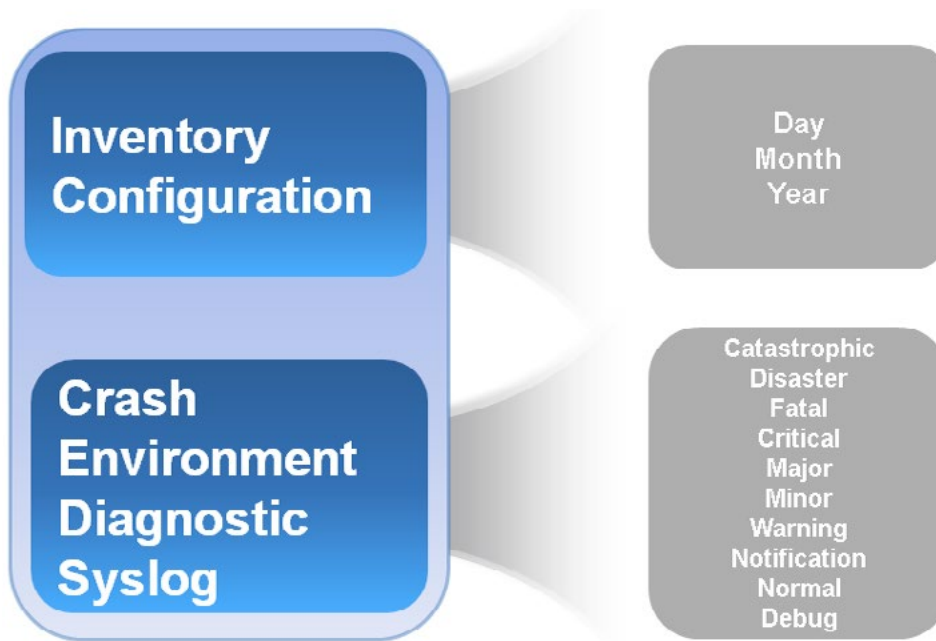 Inventory
Configuration
Day
Month
Year
Crash
Environment
Diagnostic
Syslog
Catastrophic
Disaster
Fatal
Critical
Major
Minor
Warning
Notification
Normal
Debug